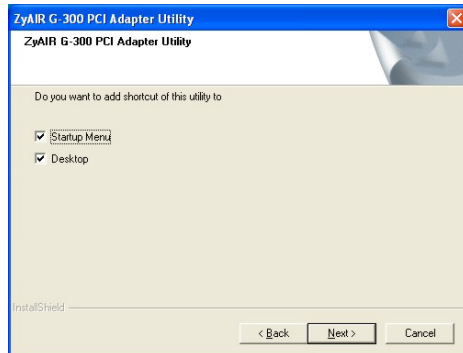 ZyAIR G-300 PCI Adapter Utility
ZyAIR G-300 PCI Adapter Utility
Do you want to add shortcut of this utility to
Startup Menu
Desktop
InstallShield
< Back Next > Cancel